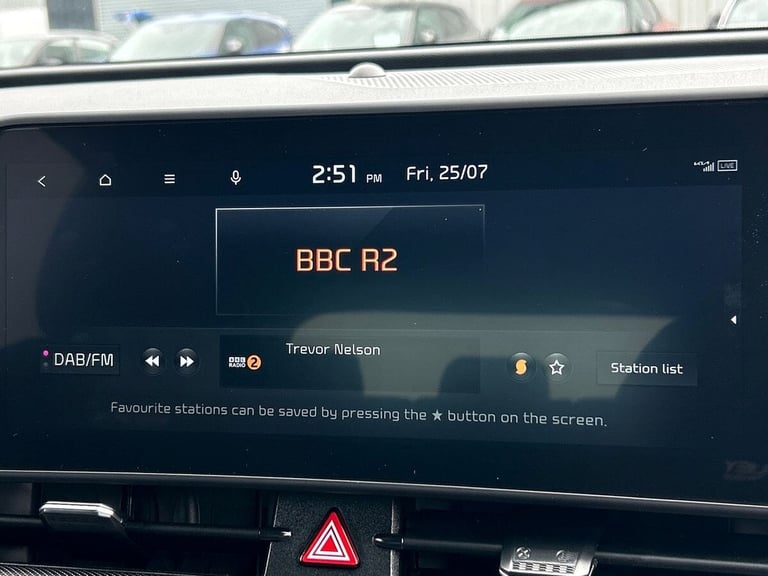 2:51 PM Fri, 25/07
LIVE
BBC R2
DAB/FM
BBC
RADIO 2
Trevor Nelson
Station list
Favourite stations can be saved by pressing the ★ button on the screen.